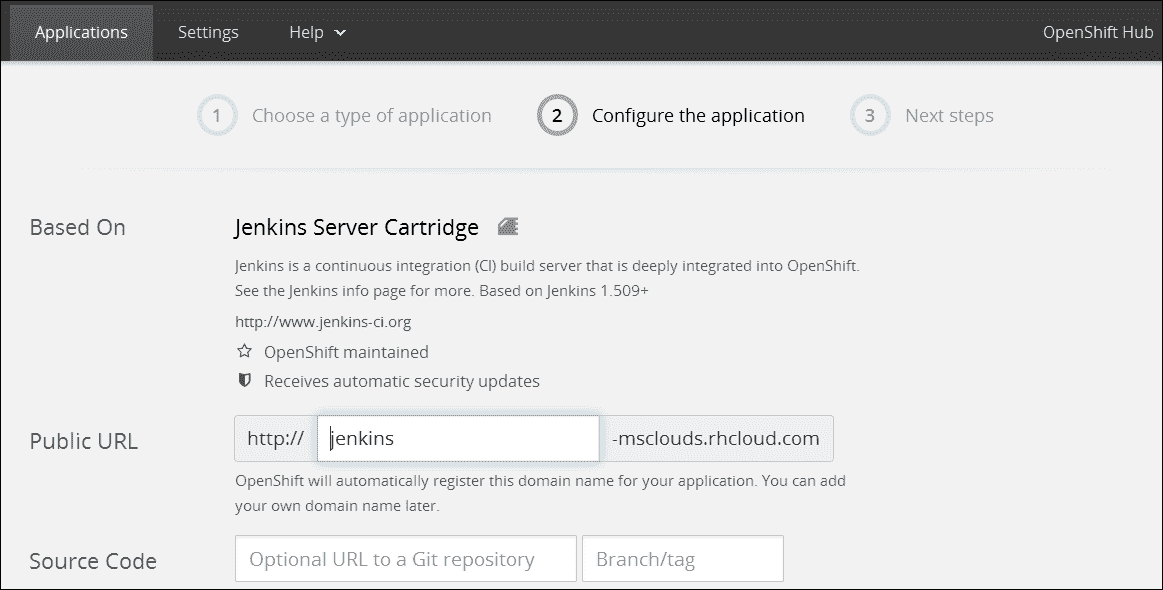 Applications Settings Help OpenShift Hub
1 Choose a type of application 2 Configure the application 3 Next steps
Based On Jenkins Server Cartridge
Jenkins is a continuous integration (CI) build server that is deeply integrated into OpenShift.
See the Jenkins info page for more. Based on Jenkins 1.509+
http://www.jenkins-ci.org
OpenShift maintained
Receives automatic security updates
Public URL http:// jenkins -msclouds.rhcloud.com
OpenShift will automatically register this domain name for your application. You can add
your own domain name later.
Source Code Optional URL to a Git repository Branch/tag